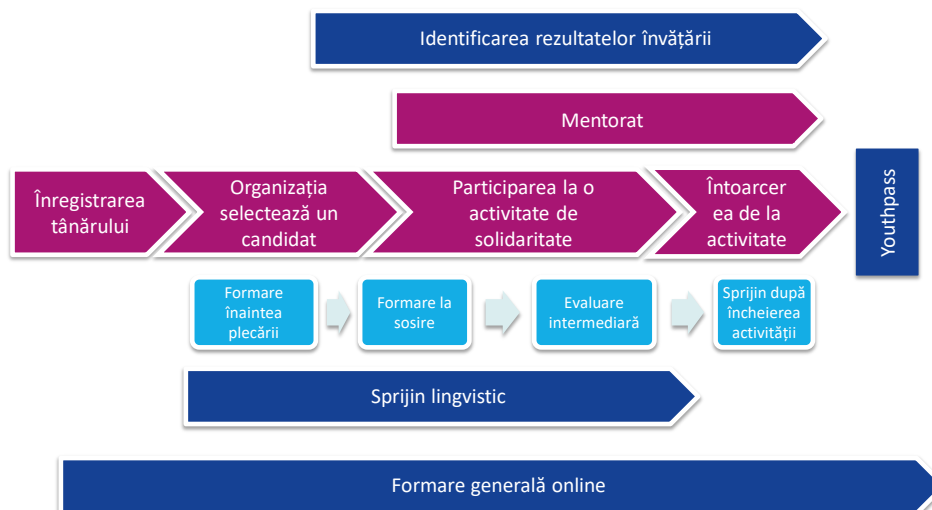 Identificarea rezultatelor învățării
Mentorat
Înregistrarea
tânărului
Organizația
selectează un
candidat
Participarea la o
activitate de
solidaritate
Întoarcer
ea de la
activitate
Youthpass
Formare
înaintea
plecării
Formare la
sosire
Evaluare
intermediară
Sprijin după
încheierea
activității
Sprijin lingvistic
Formare generală online